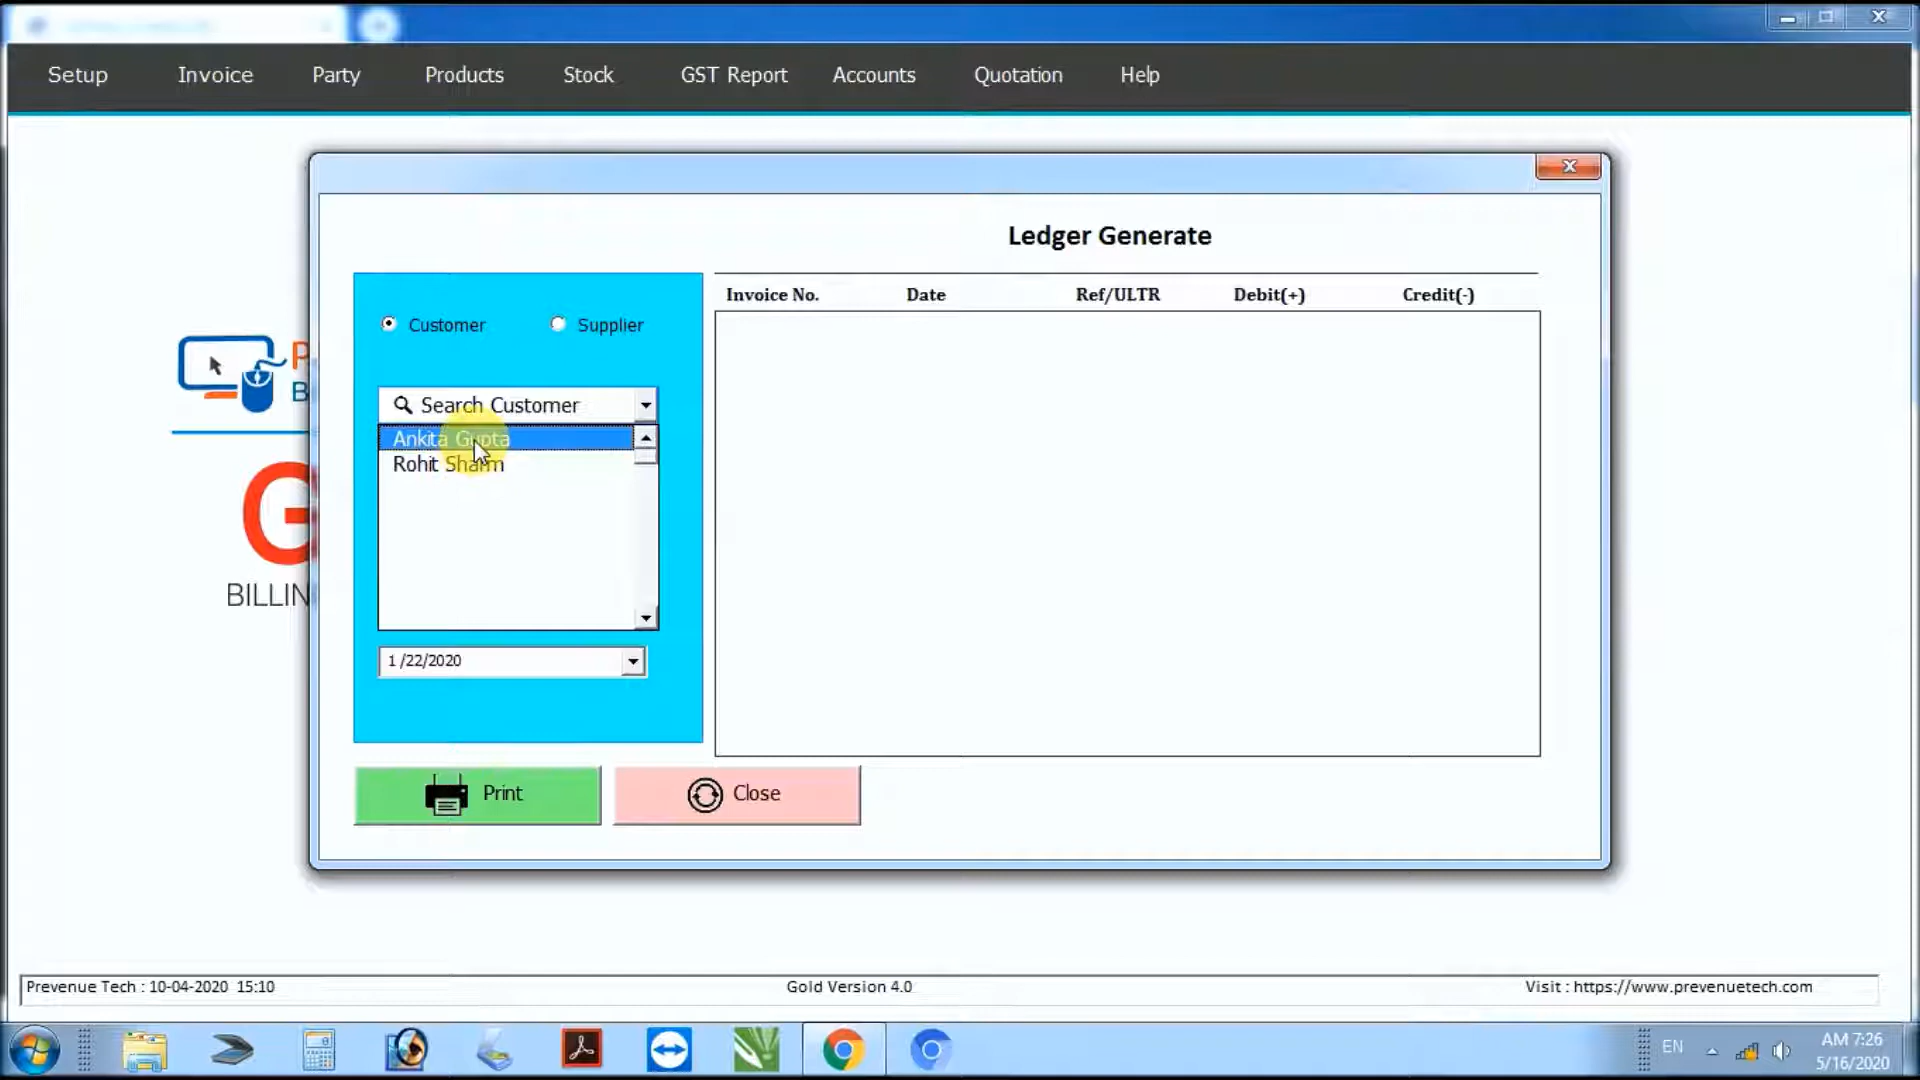 Setup Invoice Party Products Stock GST Report Accounts Quotation Help
Ledger Generate
Invoice No. Date Ref/ULTR Debit(+) Credit(-)
Customer Supplier
Search Customer
Ankita Gupta
Rohit Sharm
1 /22/2020
P
B
G
BILLIN
Print Close
Prevenue Tech : 10-04-2020 15:10 Gold Version 4.0 Visit : https://www.prevenuetech.com
EN
AM 7:26
5/16/2020